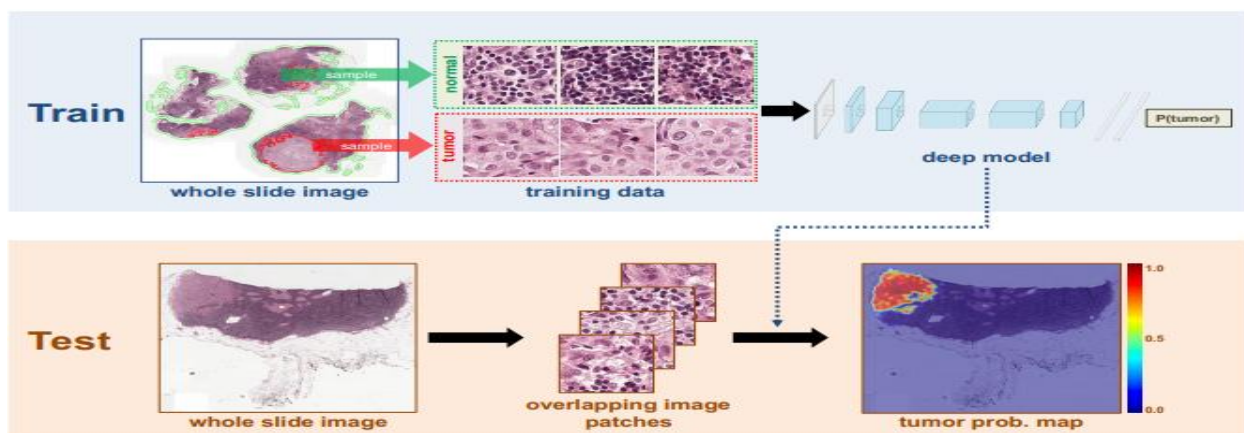 Train
sample
sample
normal
tumor
P(tumor)
whole slide image
training data
deep model
Test
1.0
0.5
0.0
whole slide image
overlapping image
patches
tumor prob. map